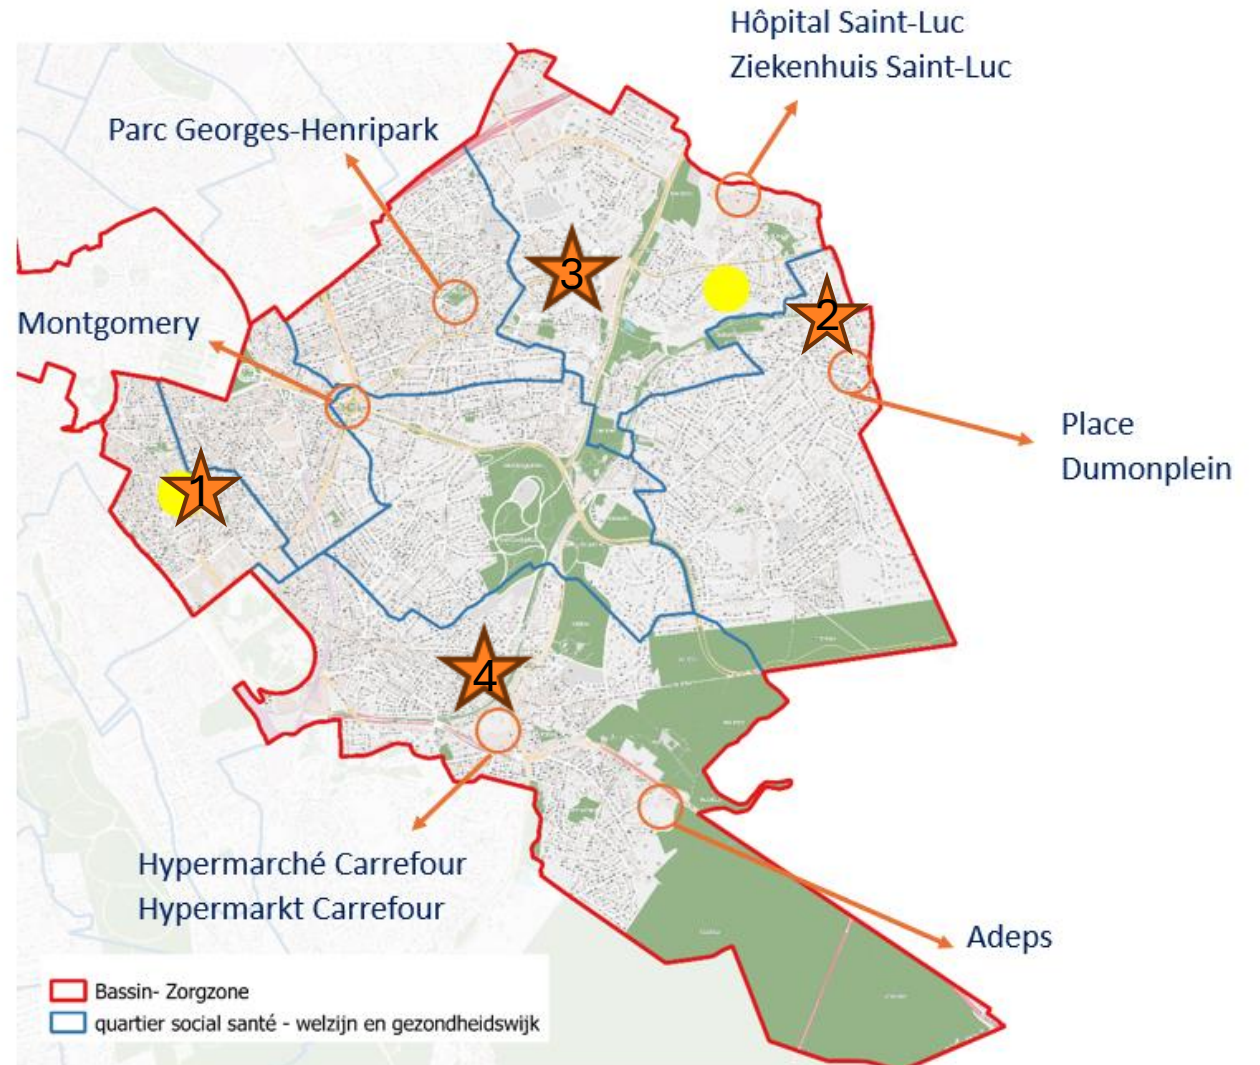 Hôpital Saint-Luc
Ziekenhuis Saint-Luc
Parc Georges-Henripark
3
2
Montgomery
Place
Dumonplein
1
4
Hypermarché Carrefour
Hypermarkt Carrefour
Adeps
Bassin- Zorgzone
quartier social santé - welzijn en gezondheidswijk